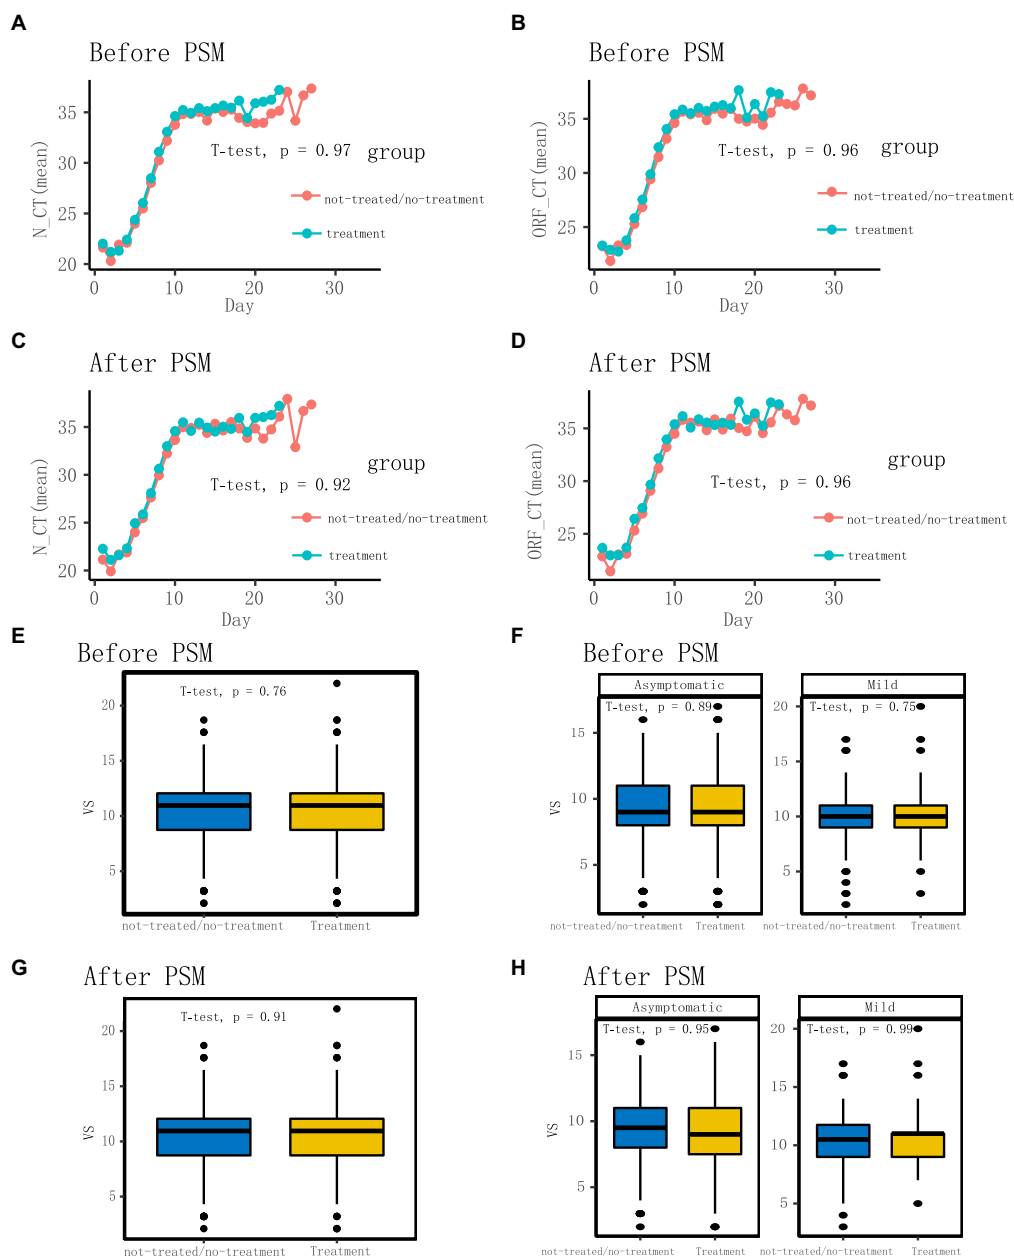 A
Before PSM
N_CT(mean)
35
30
25
20
0
10
20
30
Day
T-test, p = 0.97
group
not-treated/no-treatment
treatment
B
Before PSM
ORF_CT(mean)
35
30
25
0
10
20
30
Day
T-test, p = 0.96
group
not-treated/no-treatment
treatment
C
After PSM
N_CT(mean)
35
30
25
20
0
10
20
30
Day
group
T-test, p = 0.92
not-treated/no-treatment
treatment
D
After PSM
ORF_CT(mean)
35
30
25
0
10
20
30
Day
group
T-test, p = 0.96
not-treated/no-treatment
treatment
E
Before PSM
T-test, p = 0.76
VS
20
15
10
5
not-treated/no-treatment
Treatment
F
Before PSM
Asymptomatic
T-test, p = 0.89
VS
15
10
5
not-treated/no-treatment
Treatment
Mild
T-test, p = 0.75
20
15
10
5
not-treated/no-treatment
Treatment
G
After PSM
T-test, p = 0.91
VS
20
15
10
5
not-treated/no-treatment
Treatment
H
After PSM
Asymptomatic
T-test, p = 0.95
VS
15
10
5
not-treated/no-treatment
Treatment
Mild
T-test, p = 0.99
20
15
10
5
not-treated/no-treatment
Treatment